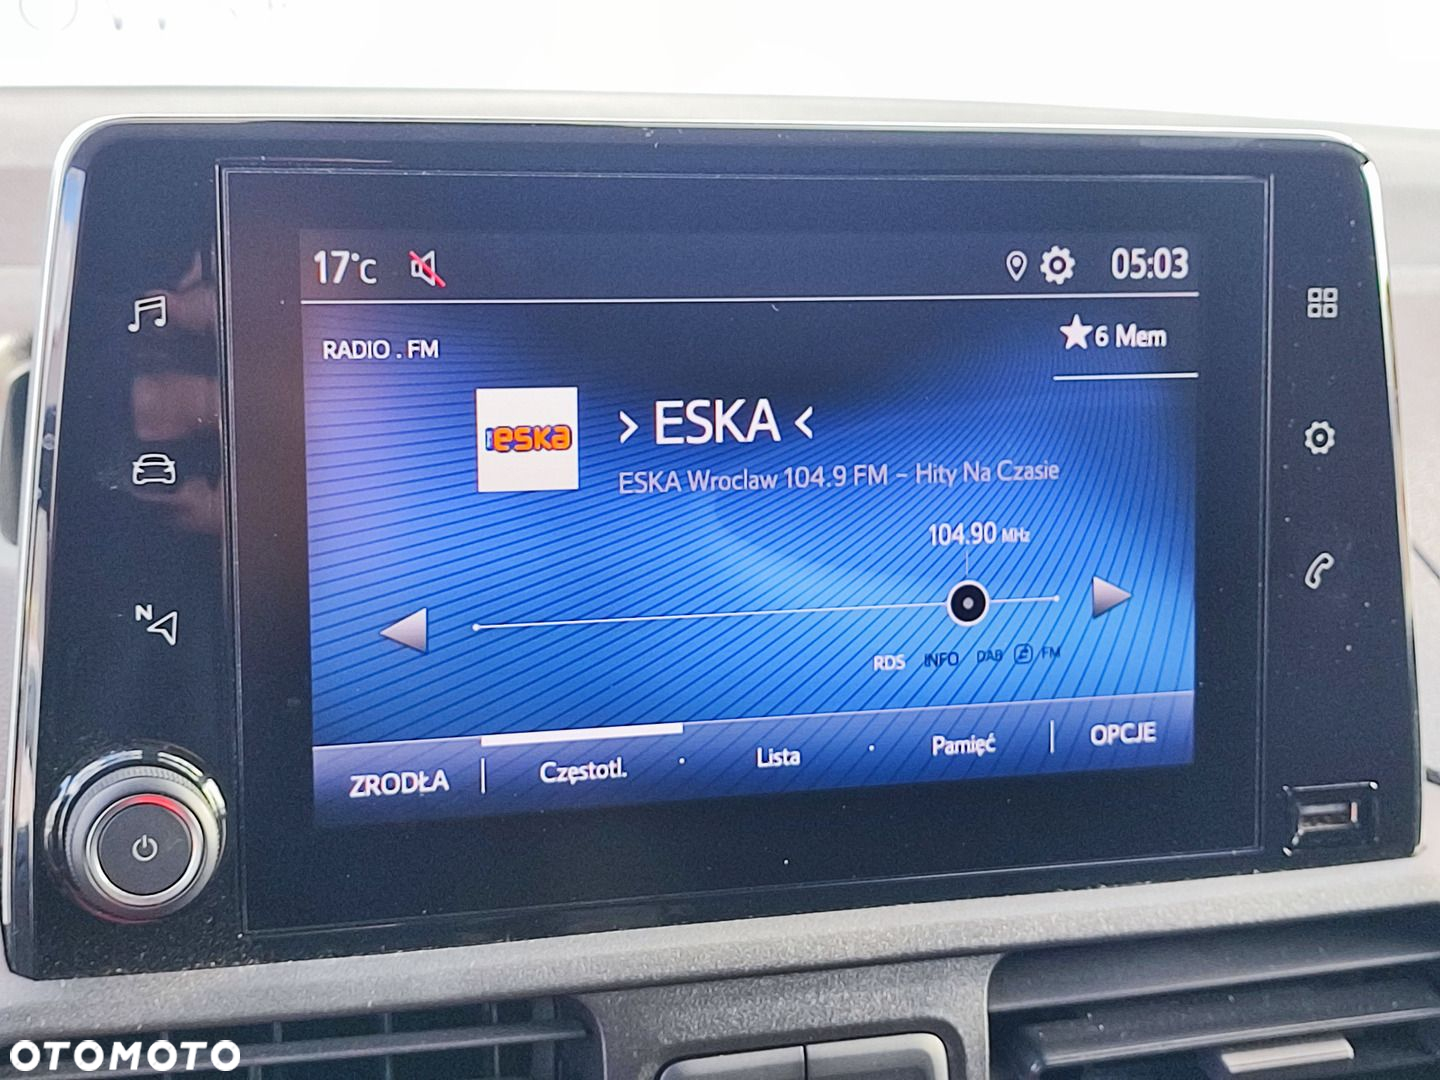 17°C
05:03
RADIO . FM
6 Mem
eska
> ESKA <
ESKA Wroclaw 104.9 FM – Hity Na Czasie
104.90 MHz
RDS INFO DAB FM
N
ZRODŁA Częstotl. Lista Pamięć OPCJE
OTOMOTO